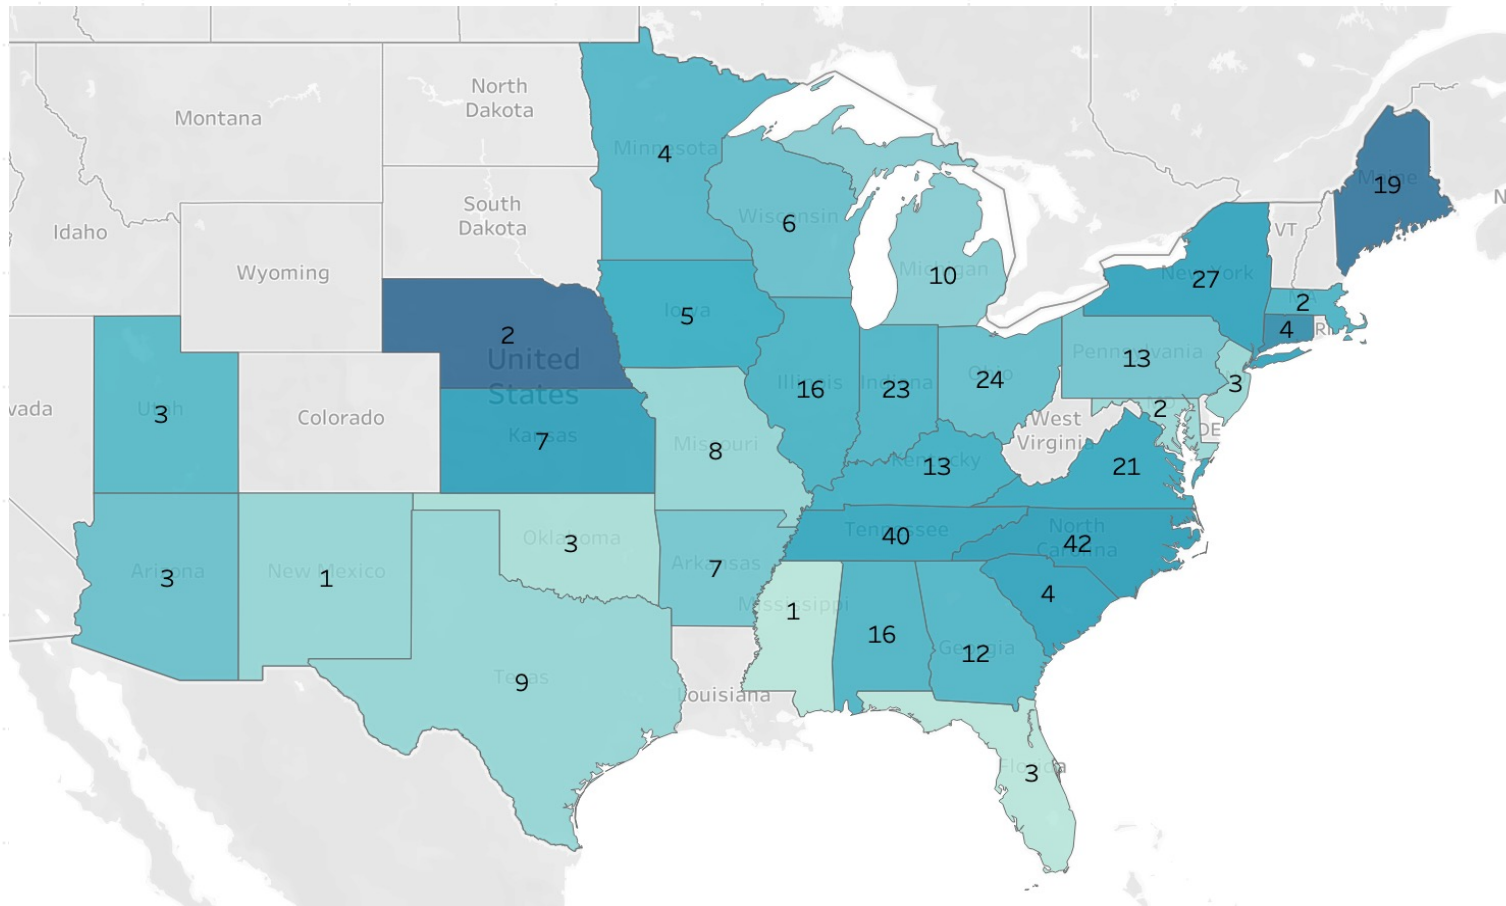 Montana
North
Dakota
Minnesota
4
Maine
19
Idaho
South
Dakota
Wisconsin
6
VT
Wyoming
Michigan
10
New York
27
MA
2
2
Iowa
5
4
RI
United
States
Pennsylvania
13
vada
Utah
3
Colorado
Kansas
7
Missouri
8
Illinois
16
Indiana
23
Ohio
24
3
2
West
Virginia
DE
Kentucky
13
21
Arizona
3
New Mexico
1
Oklahoma
3
Arkansas
7
Tennessee
40
North
Carolina
42
Mississippi
1
16
Georgia
12
4
Texas
9
Louisiana
Florida
3
N